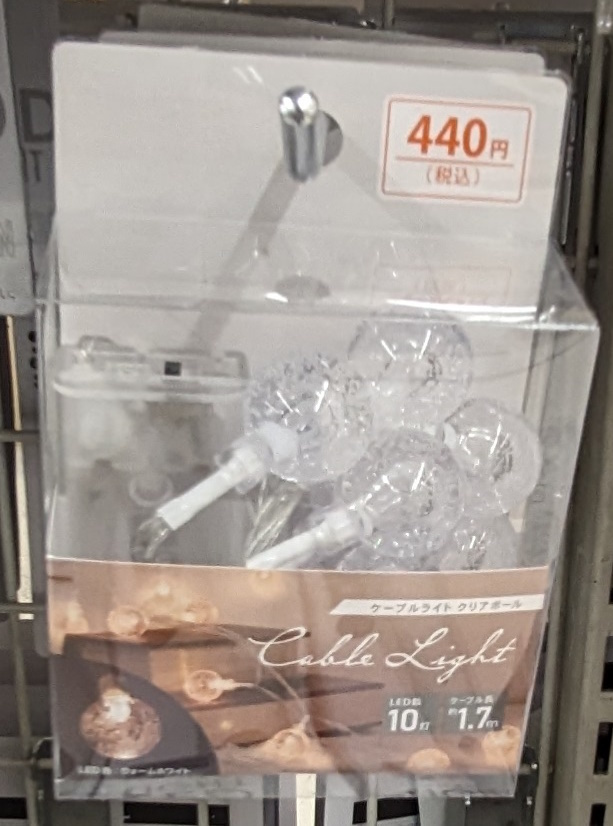 440円
(税込)
ケーブルライト クリアボール
Cable Light
LED数
10灯
ケーブル長
約1.7m
LED色 ウォームホワイト